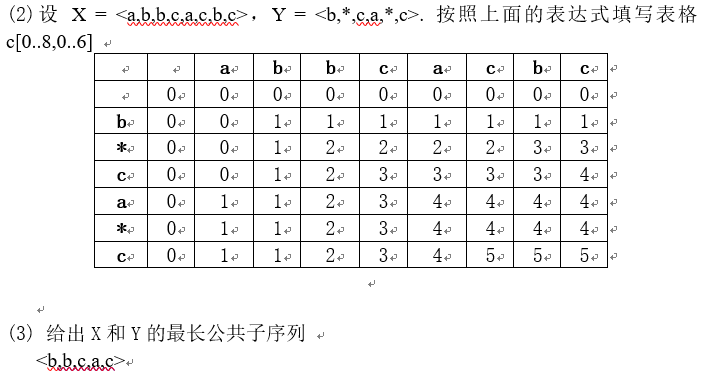 (2) 设 X = <a,b,b,c,a,c,b,c>, Y = <b,*,c,a,*,c>. 按照上面的表达式填写表格
c[0..8,0..6]
a b b c a c b c
0 0 0 0 0 0 0 0 0
b 0 0 1 1 1 1 1 1 1
* 0 0 1 2 2 2 2 3 3
c 0 0 1 2 3 3 3 3 4
a 0 1 1 2 3 4 4 4 4
* 0 1 1 2 3 4 4 4 4
c 0 1 1 2 3 4 5 5 5
(3) 给出 X 和 Y 的最长公共子序列
<b,b,c,a,c>